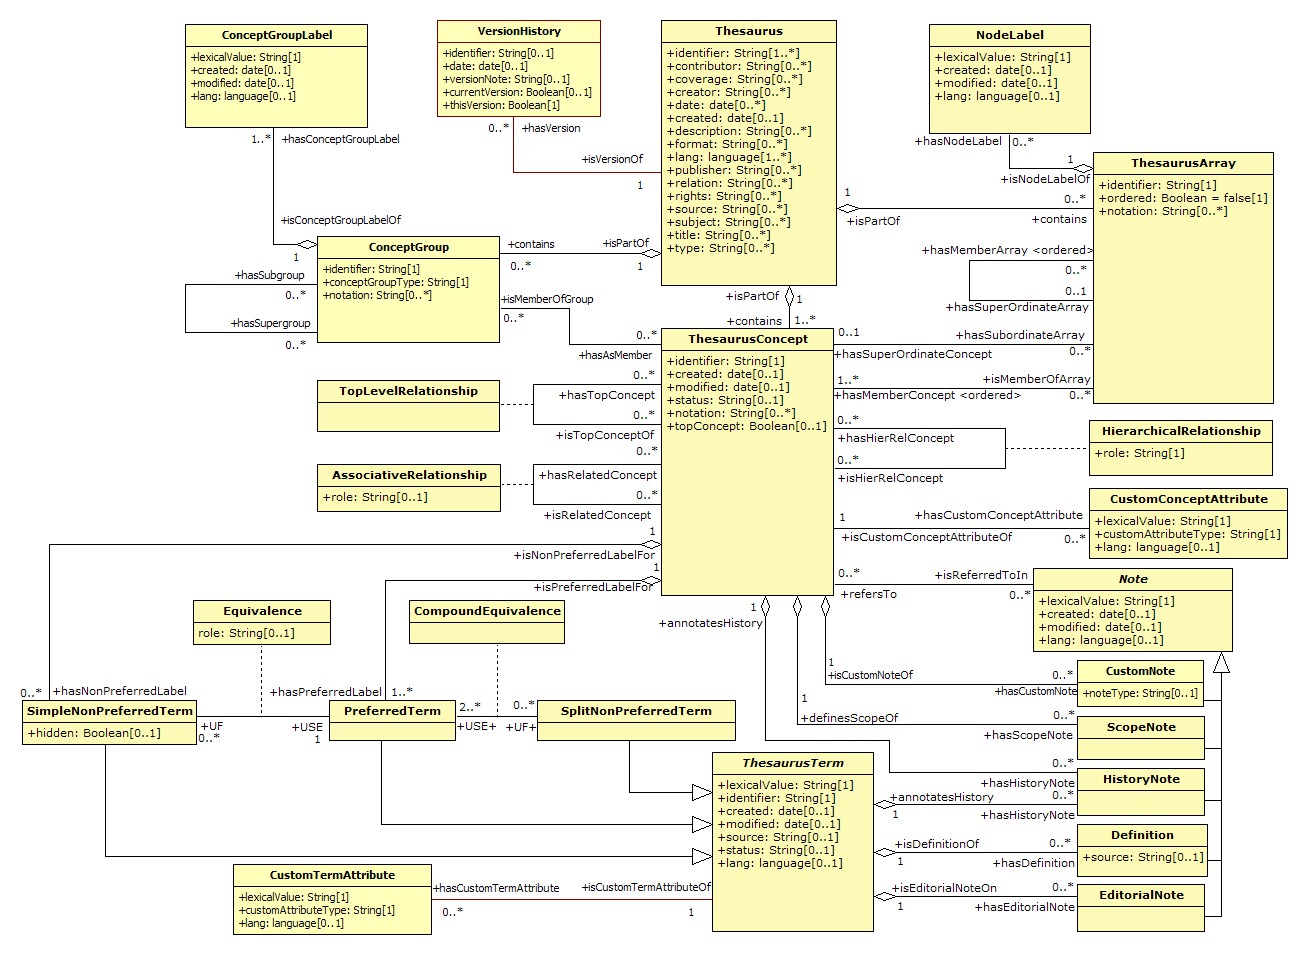 ConceptGroupLabel
+lexicalValue: String[1]
+created: date[0..1]
+modified: date[0..1]
+lang: language[0..1]
VersionHistory
+identifier: String[0..1]
+date: date[0..1]
+versionNote: String[0..1]
+currentVersion: Boolean[0..1]
+thisVersion: Boolean[1]
Thesaurus
+identifier: String[1..*]
+contributor: String[0..*]
+coverage: String[0..*]
+creator: String[0..*]
+date: date[0..*]
+created: date[0..1]
+description: String[0..*]
+format: String[0..*]
+lang: language[1..*]
+publisher: String[0..*]
+relation: String[0..*]
+rights: String[0..*]
+source: String[0..*]
+subject: String[0..*]
+title: String[0..*]
+type: String[0..*]
NodeLabel
+lexicalValue: String[1]
+created: date[0..1]
+modified: date[0..1]
+lang: language[0..1]
1..*
+hasConceptGroupLabel
0..*
+hasVersion
+isVersionOf
1
+hasNodeLabel
0..*
1
+isNodeLabelOf
ThesaurusArray
+identifier: String[1]
+ordered: Boolean = false[1]
+notation: String[0..*]
1
+isPartOf
0..*
+contains
+isConceptGroupLabelOf
1
ConceptGroup
+identifier: String[1]
+conceptGroupType: String[1]
+notation: String[0..*]
+contains
0..*
+isPartOf
1
+hasSubgroup
0..*
+hasSupergroup
0..*
+hasMemberArray <ordered>
0..*
0..1
+hasSuperOrdinateArray
+isPartOf
1
+contains
1..*
+isMemberOfGroup
0..*
0..*
+hasAsMember
ThesaurusConcept
+identifier: String[1]
+created: date[0..1]
+modified: date[0..1]
+status: String[0..1]
+notation: String[0..*]
+topConcept: Boolean[0..1]
0..1
+hasSubordinateArray
+hasSuperOrdinateConcept
0..*
1..*
+isMemberOfArray
+hasMemberConcept <ordered>
0..*
TopLevelRelationship
0..*
+hasTopConcept
0..*
+isTopConceptOf
0..*
+hasHierRelConcept
0..*
+isHierRelConcept
HierarchicalRelationship
+role: String[1]
AssociativeRelationship
+role: String[0..1]
0..*
+hasRelatedConcept
0..*
+isRelatedConcept
1
+hasCustomConceptAttribute
+isCustomConceptAttributeOf
0..*
CustomConceptAttribute
+lexicalValue: String[1]
+customAttributeType: String[1]
+lang: language[0..1]
1
+isNonPreferredLabelFor
1
+isPreferredLabelFor
0..*
+isReferredToIn
+refersTo
0..*
Note
+lexicalValue: String[1]
+created: date[0..1]
+modified: date[0..1]
+lang: language[0..1]
Equivalence
role: String[0..1]
CompoundEquivalence
1
+annotatesHistory
1
+isCustomNoteOf
0..*
+hasCustomNote
CustomNote
+noteType: String[0..1]
0..*
+hasNonPreferredLabel
+hasPreferredLabel
1..*
SimpleNonPreferredTerm
+hidden: Boolean[0..1]
+UF
0..*
+USE
1
PreferredTerm
2..*
+USE+
0..*
+UF+
SplitNonPreferredTerm
1
+definesScopeOf
0..*
+hasScopeNote
ScopeNote
0..*
+hasHistoryNote
HistoryNote
ThesaurusTerm
+lexicalValue: String[1]
+identifier: String[1]
+created: date[0..1]
+modified: date[0..1]
+source: String[0..1]
+status: String[0..1]
+lang: language[0..1]
+annotatesHistory
1
0..*
+hasHistoryNote
+isDefinitionOf
1
0..*
+hasDefinition
Definition
+source: String[0..1]
+isEditorialNoteOn
1
0..*
+hasEditorialNote
EditorialNote
CustomTermAttribute
+lexicalValue: String[1]
+customAttributeType: String[1]
+lang: language[0..1]
+hasCustomTermAttribute
0..*
+isCustomTermAttributeOf
1